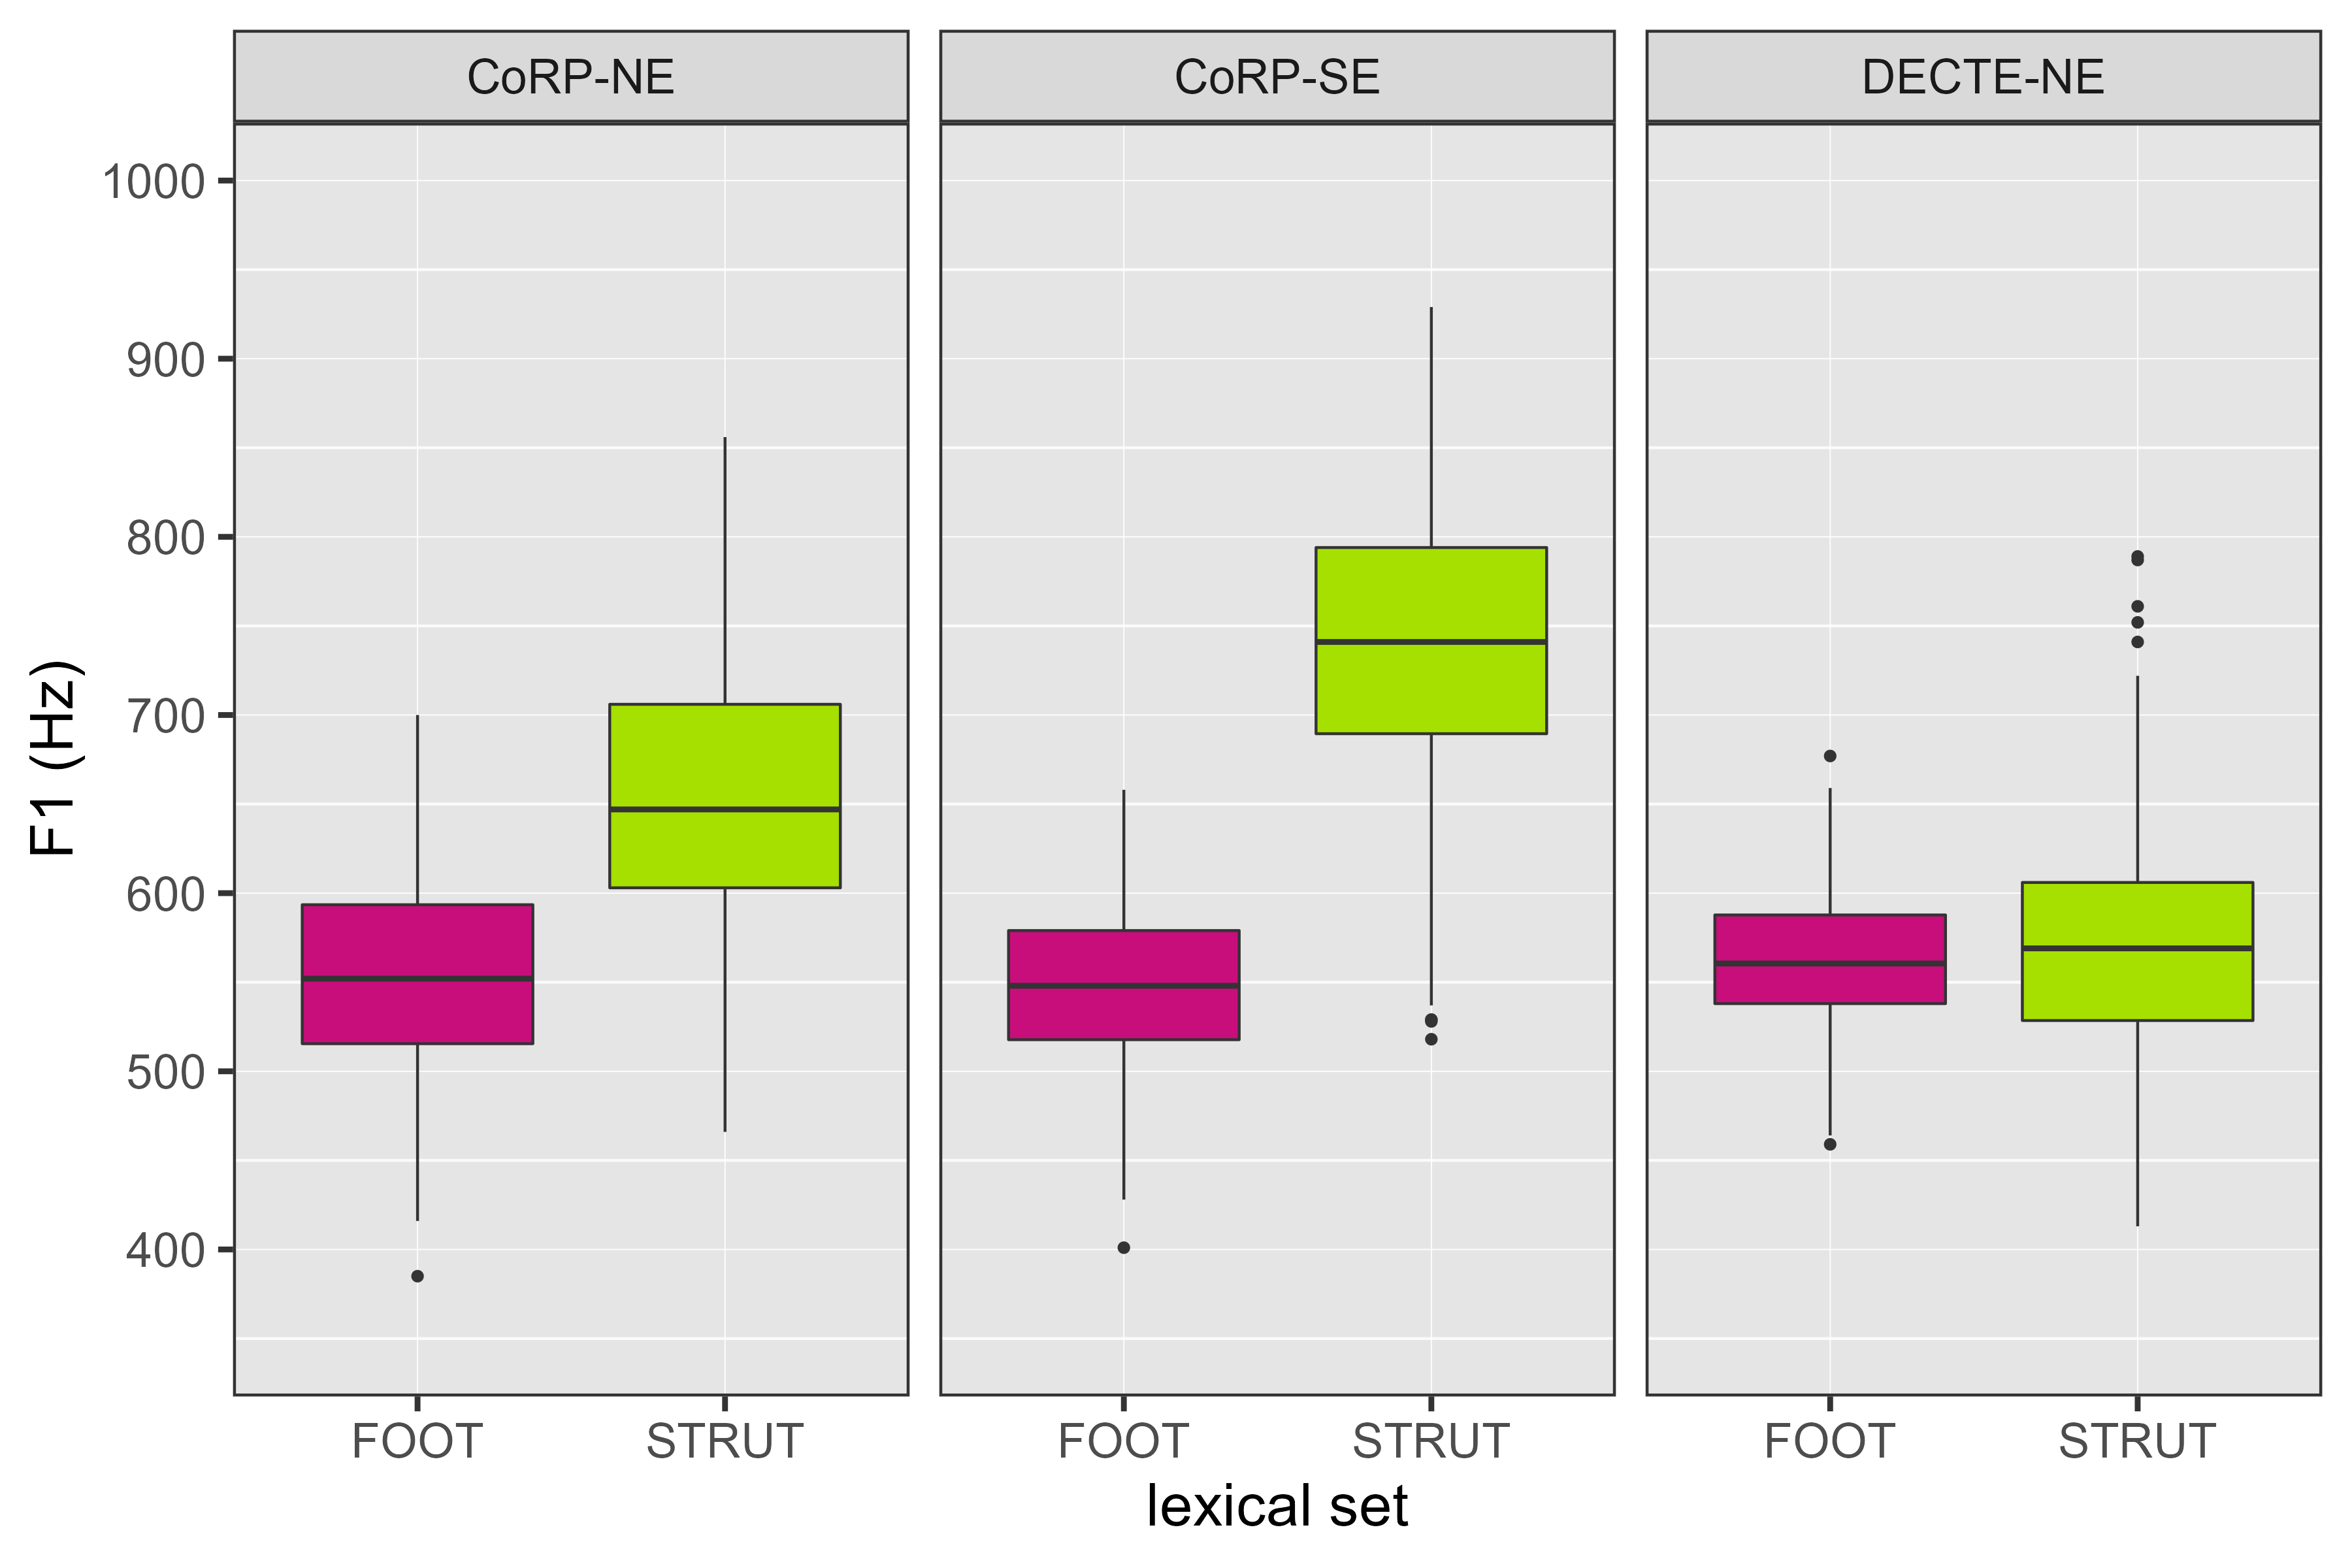 CoRP-NE CoRP-SE DECTE-NE
1000
900
800
700
600
500
400
F1 (Hz)
FOOT STRUT FOOT STRUT FOOT STRUT
lexical set